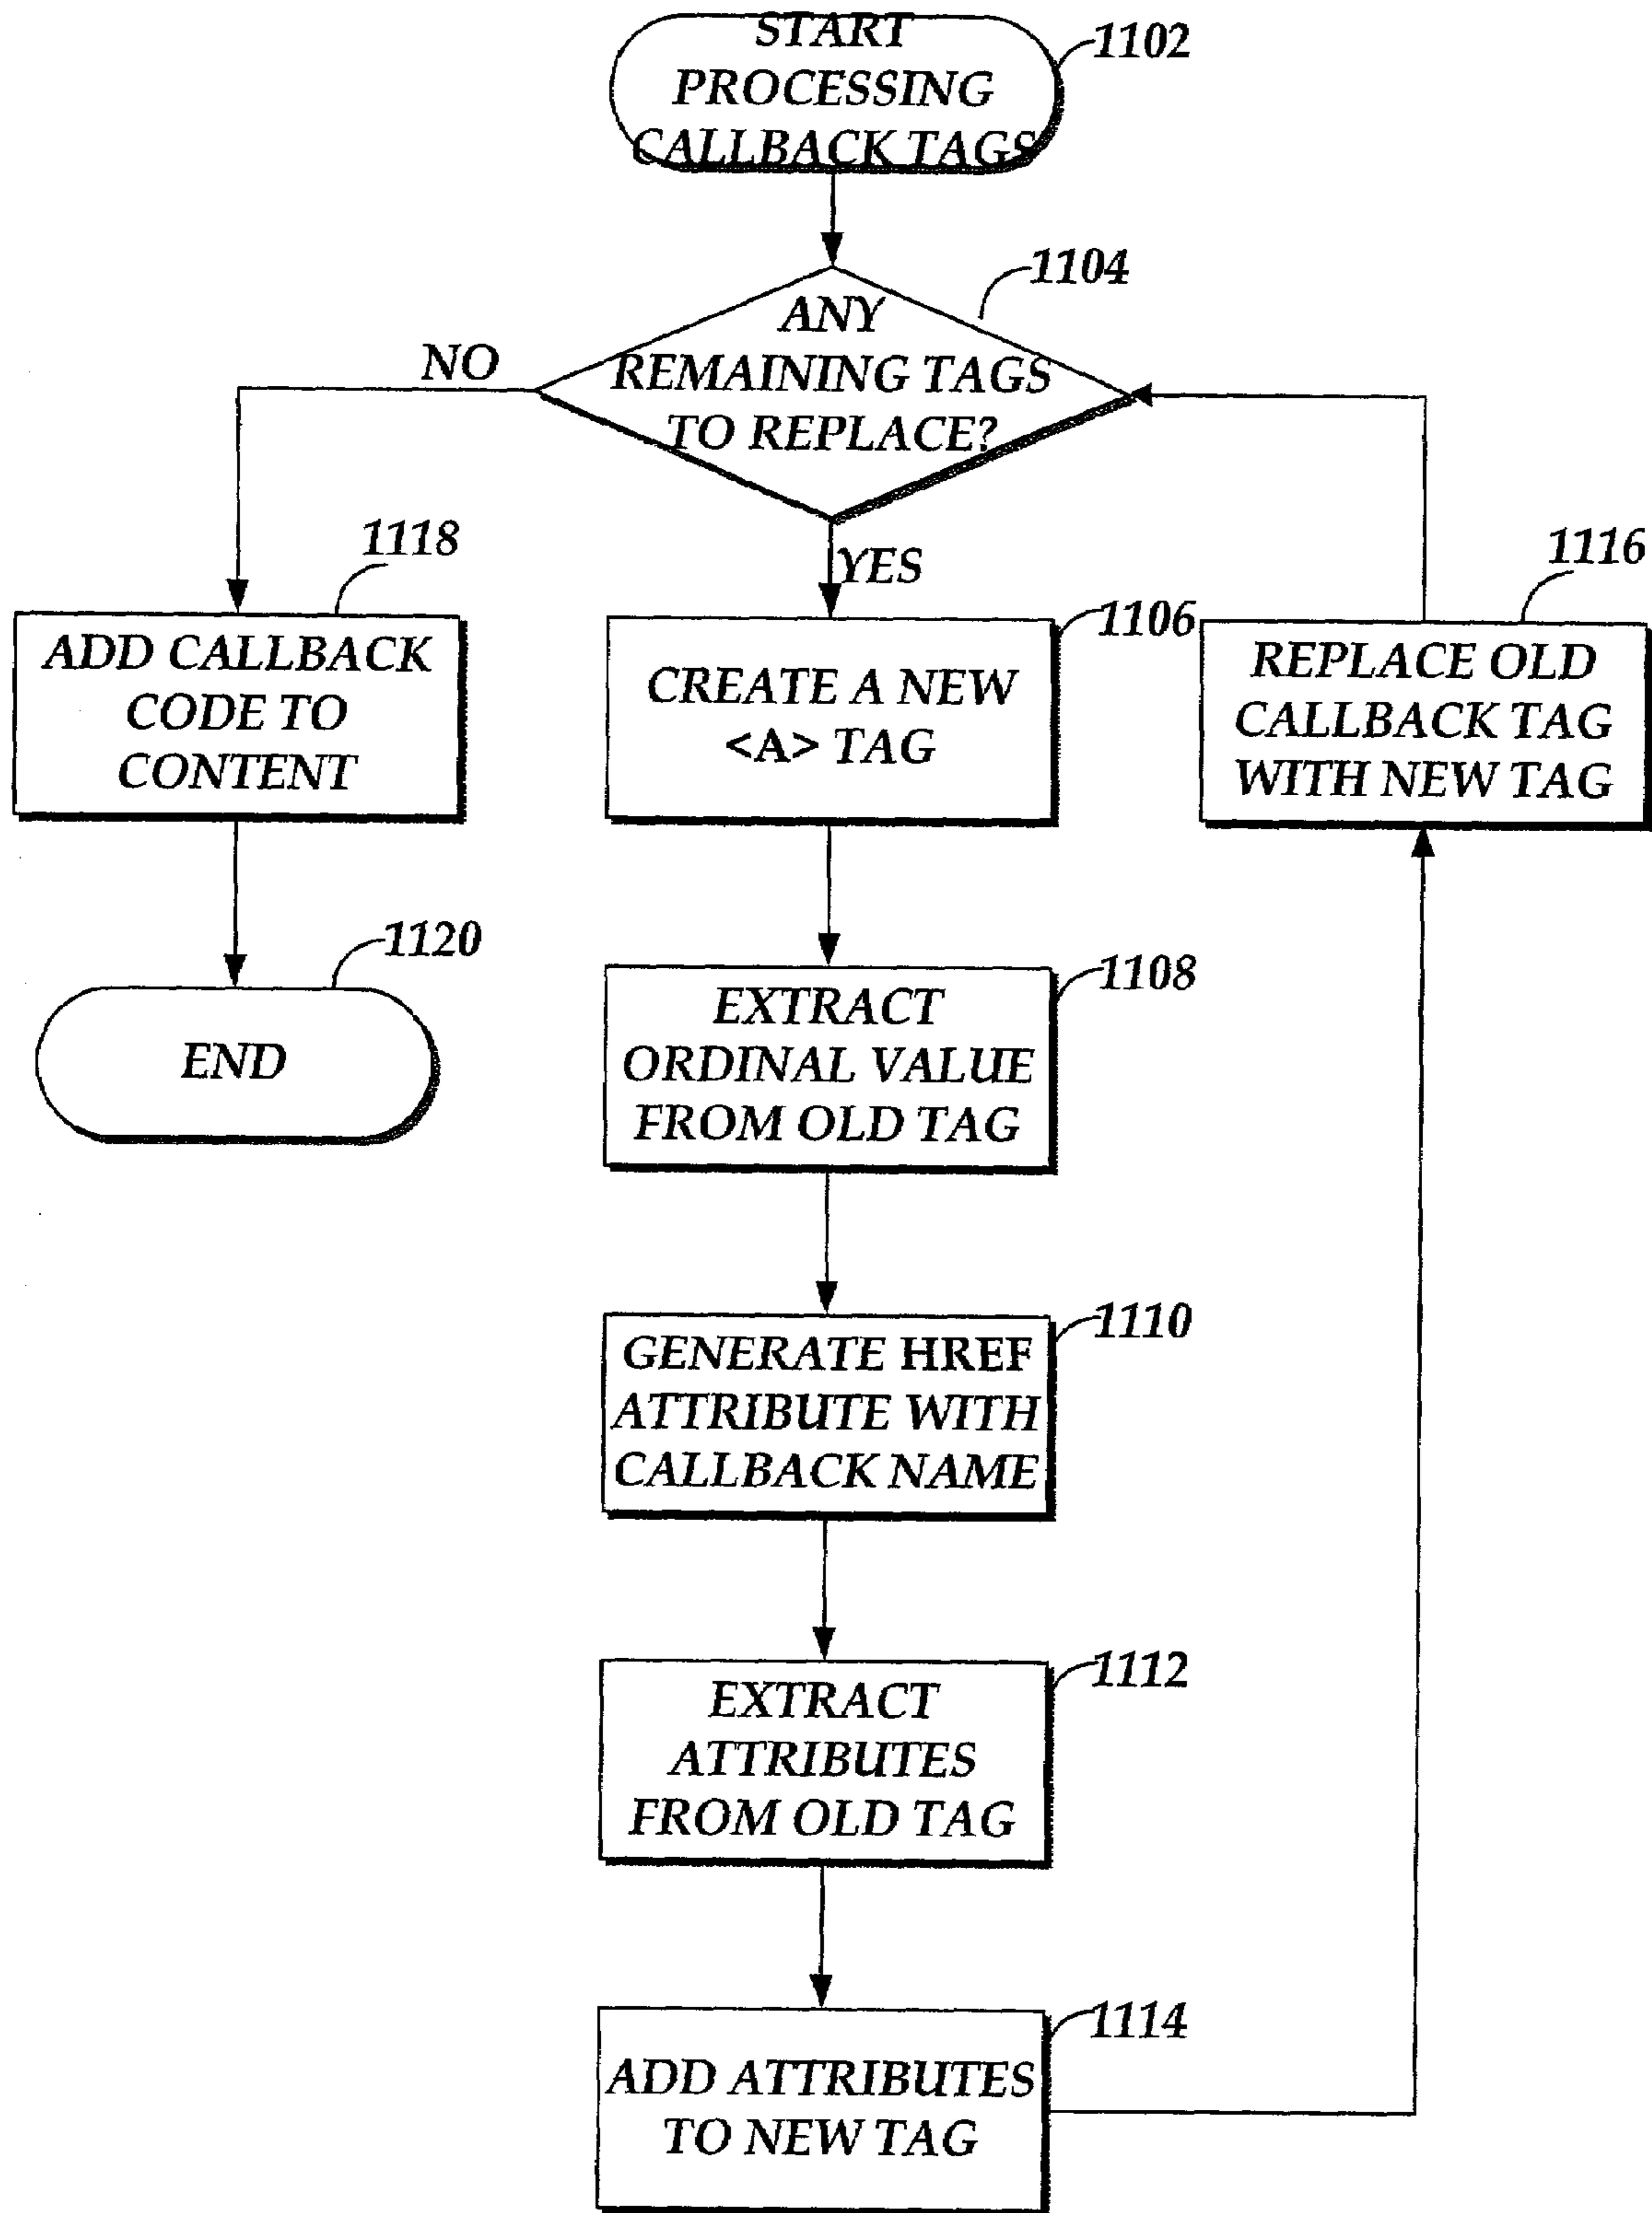 START
PROCESSING
CALLBACK TAGS
1102
1104
ANY
REMAINING TAGS
TO REPLACE?
NO
YES
1118
ADD CALLBACK
CODE TO
CONTENT
1120
END
1106
CREATE A NEW
<A> TAG
1108
EXTRACT
ORDINAL VALUE
FROM OLD TAG
1110
GENERATE HREF
ATTRIBUTE WITH
CALLBACK NAME
1112
EXTRACT
ATTRIBUTES
FROM OLD TAG
1114
ADD ATTRIBUTES
TO NEW TAG
1116
REPLACE OLD
CALLBACK TAG
WITH NEW TAG